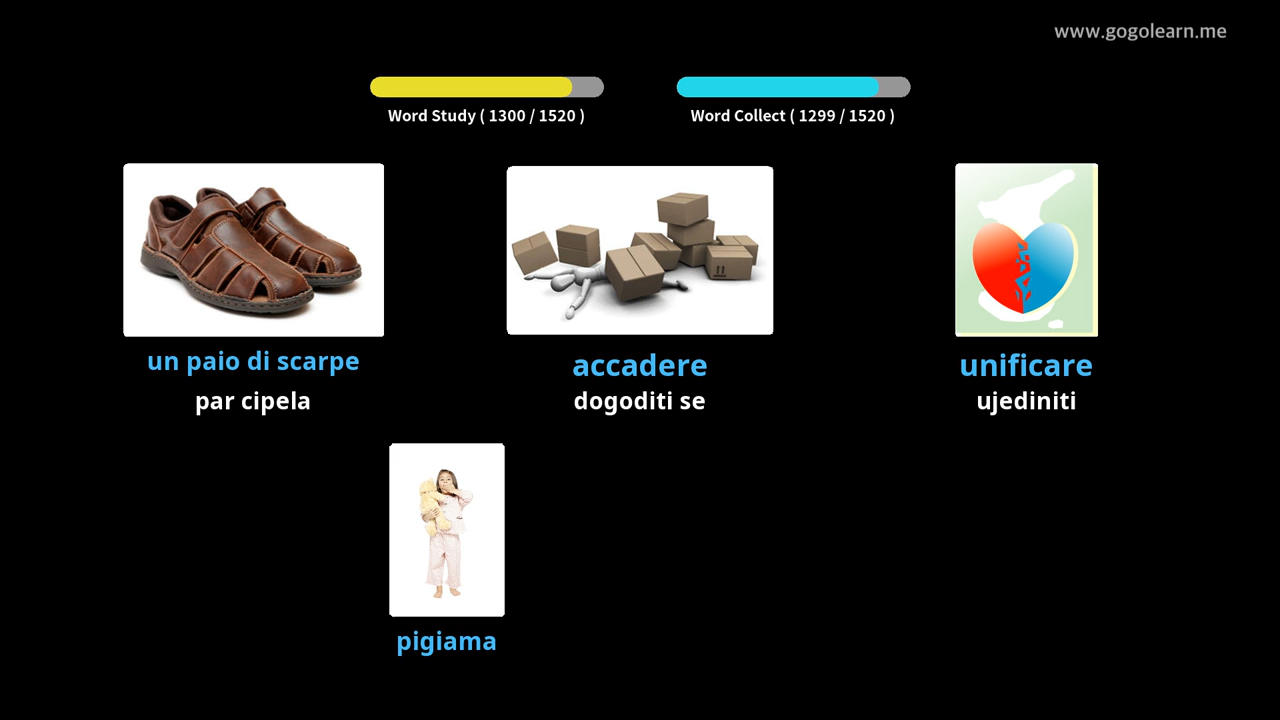 www.gogolearn.me
Word Study ( 1300 / 1520 )
Word Collect ( 1299 / 1520 )
un paio di scarpe
accadere
unificare
par cipela
dogoditi se
ujediniti
pigiama